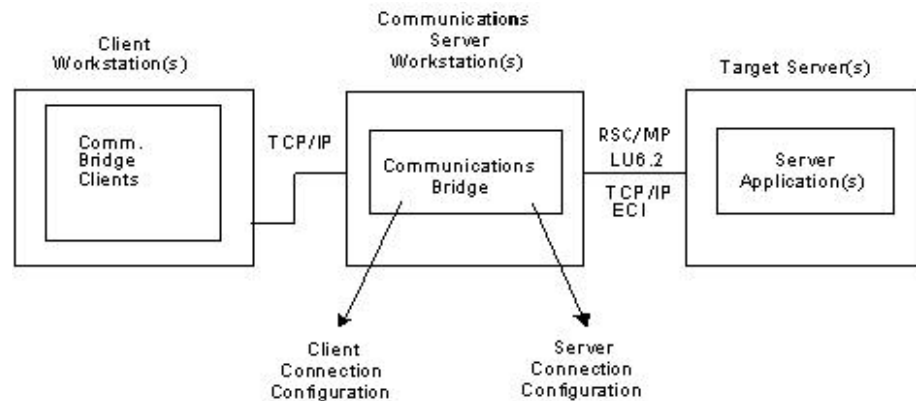 Client
Workstation(s)
Communications
Server
Workstation(s)
Target Server(s)
Comm.
Bridge
Clients
TCP/IP
Communications
Bridge
RSC/MP
LU6.2
TCP/IP
ECI
Server
Application(s)
Client
Connection
Configuration
Server
Connection
Configuration